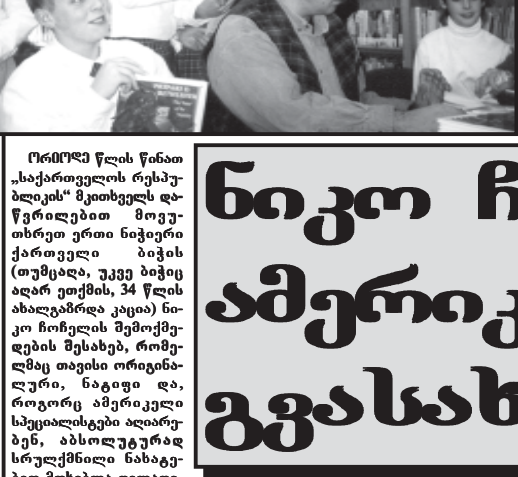 ორიოდე წლის წინათ
„საქართველოს რესპუ-
ბლიკის“ მკითხველს და-
წვრილებით მოვუ-
თხრეთ ერთი ნიჭიერი
ქართველი ბიჭის
(თუმცაღა, უკვე ბიჭიც
აღარ ეთქმის, 34 წლის
ახალგაზრდა კაცია) ნი-
კო ჩოჩელის შემოქმე-
დების შესახებ, რომე-
ლმაც თავისი ორიგინა-
ლური, ნატიფი და,
როგორც ამერიკელი
სპეციალისტები აღიარე-
ბენ, აბსოლუტურად
სრულქმნილი ნახატე-
ნიკო ჩ
ამერიკ
გვასახ